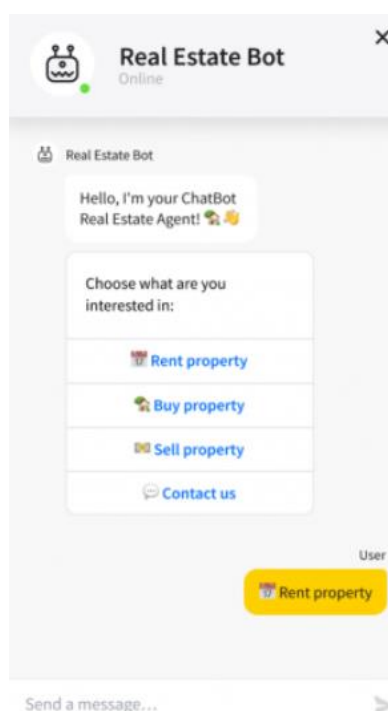 Real Estate Bot
Online
Real Estate Bot
Hello, I'm your ChatBot
Real Estate Agent! 🏡👋
Choose what are you
interested in:
📅 Rent property
🏡 Buy property
💵 Sell property
💬 Contact us
User
📅 Rent property
Send a message...